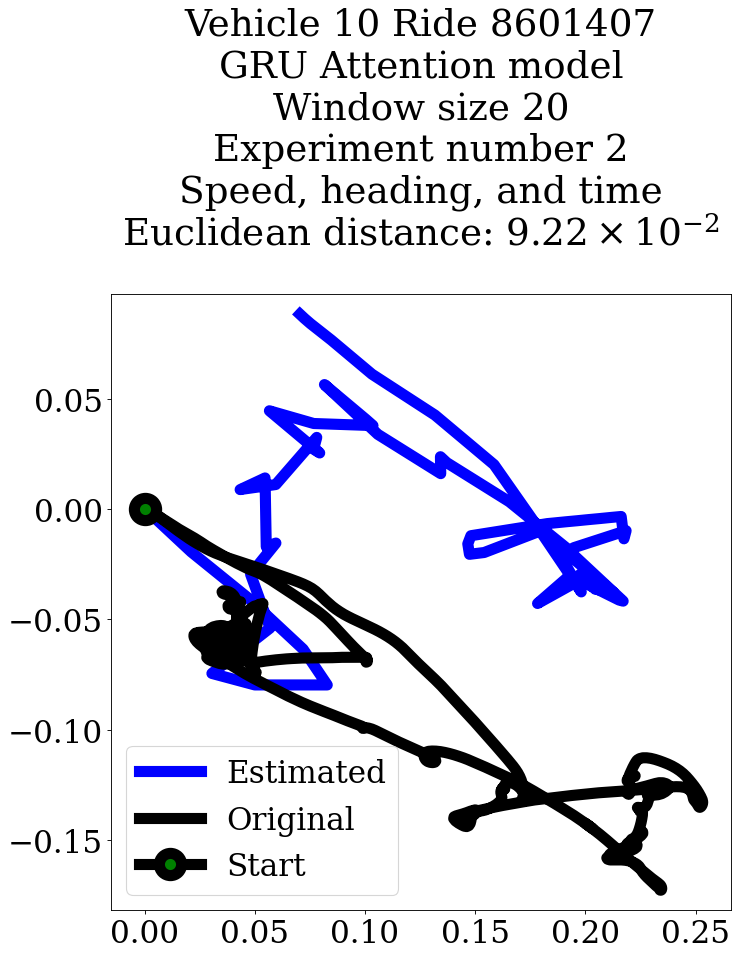 Vehicle 10 Ride 8601407
GRU Attention model
Window size 20
Experiment number 2
Speed, heading, and time
Euclidean distance: 9.22 × 10⁻²
0.05
0.00
−0.05
−0.10
−0.15
Estimated
Original
Start
0.00 0.05 0.10 0.15 0.20 0.25